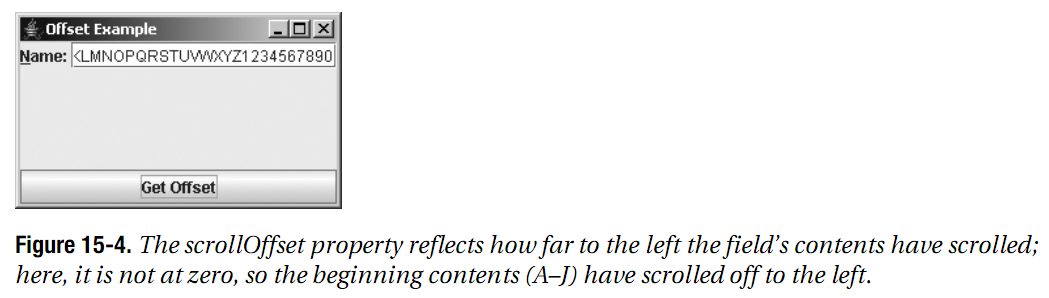 Offset Example
Name: KLMNOPQRSTUVWXYZ1234567890
Get Offset
Figure 15-4. The scrollOffset property reflects how far to the left the field's contents have scrolled;
here, it is not at zero, so the beginning contents (A–J) have scrolled off to the left.